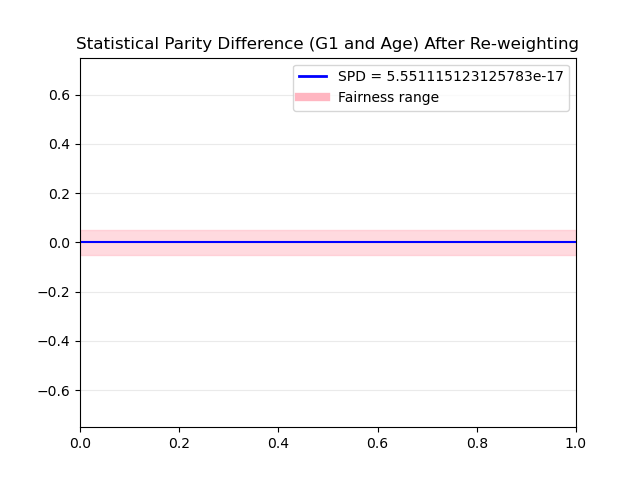 Statistical Parity Difference (G1 and Age) After Re-weighting
SPD = 5.551115123125783e-17
Fairness range
0.6
0.4
0.2
0.0
−0.2
−0.4
−0.6
0.0 0.2 0.4 0.6 0.8 1.0